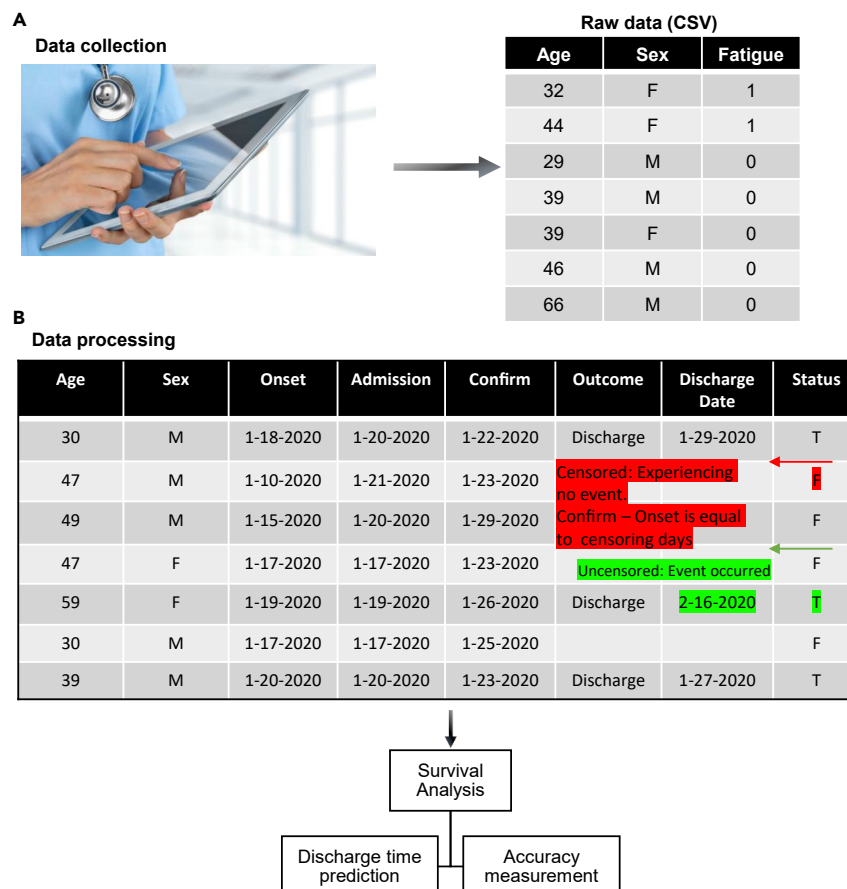 A
Data collection
Raw data (CSV)
Age Sex Fatigue
32 F 1
44 F 1
29 M 0
39 M 0
39 F 0
46 M 0
66 M 0
B
Data processing
Age Sex Onset Admission Confirm Outcome Discharge Date Status
30 M 1-18-2020 1-20-2020 1-22-2020 Discharge 1-29-2020 T
47 M 1-10-2020 1-21-2020 1-23-2020 F
Censored: Experiencing
no event.
49 M 1-15-2020 1-20-2020 1-29-2020 F
Confirm – Onset is equal
to censoring days
47 F 1-17-2020 1-17-2020 1-23-2020 F
Uncensored: Event occurred
59 F 1-19-2020 1-19-2020 1-26-2020 Discharge 2-16-2020 T
30 M 1-17-2020 1-17-2020 1-25-2020 F
39 M 1-20-2020 1-20-2020 1-23-2020 Discharge 1-27-2020 T
Survival
Analysis
Discharge time
prediction
Accuracy
measurement